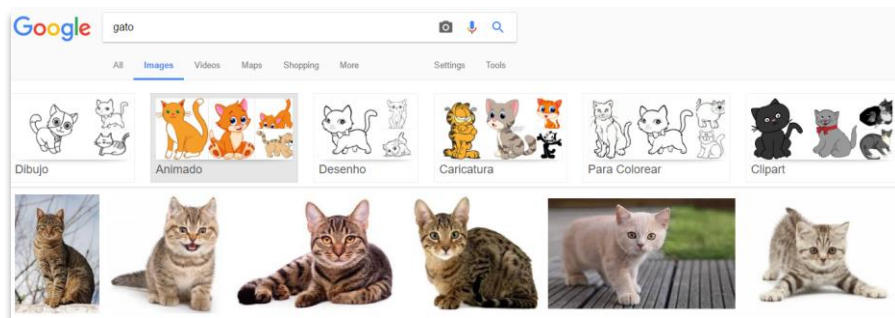 Google
gato
All Images Videos Maps Shopping More Settings Tools
Dibujo Animado Desenho Caricatura Para Colorear Clipart